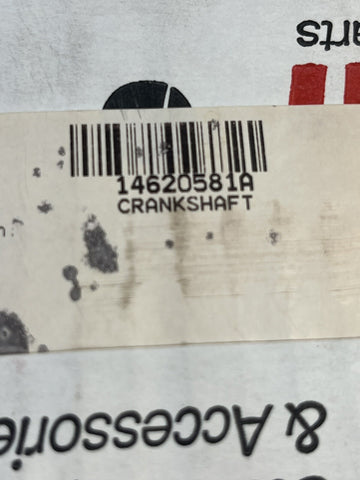 14620581A
CRANKSHAFT
& Accessorie